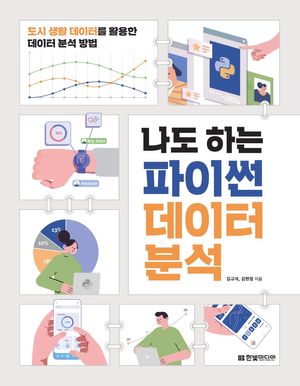 도시 생활 데이터를 활용한
데이터 분석 방법
나도 하는
파이썬
데이터
분석
김규석, 김현정 지음
Big Data
Analyst
13%
10%
한빛미디어